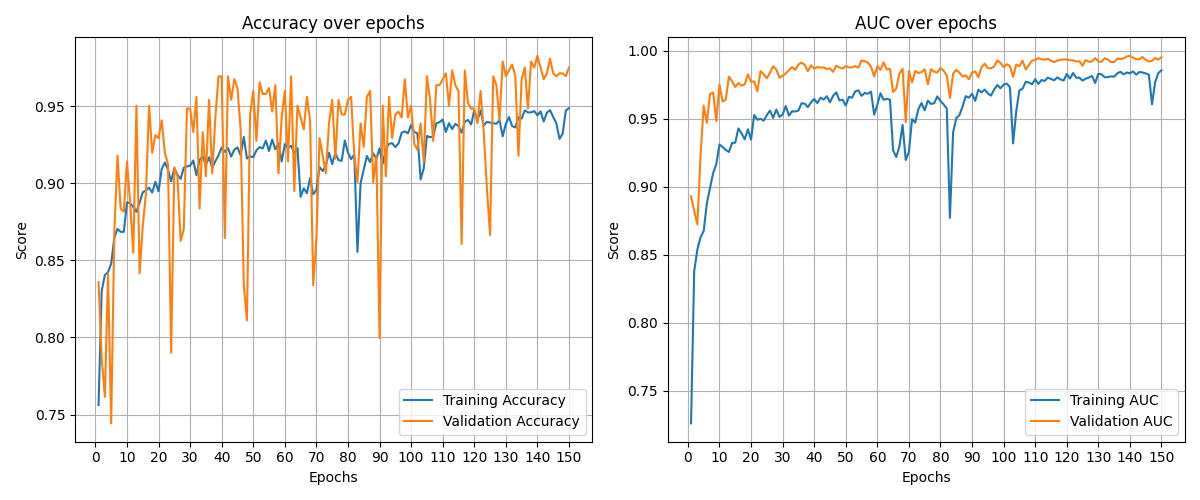 Accuracy over epochs
Score
0.95
0.90
0.85
0.80
0.75
0 10 20 30 40 50 60 70 80 90 100 110 120 130 140 150
Epochs
Training Accuracy
Validation Accuracy
AUC over epochs
Score
1.00
0.95
0.90
0.85
0.80
0.75
0 10 20 30 40 50 60 70 80 90 100 110 120 130 140 150
Epochs
Training AUC
Validation AUC